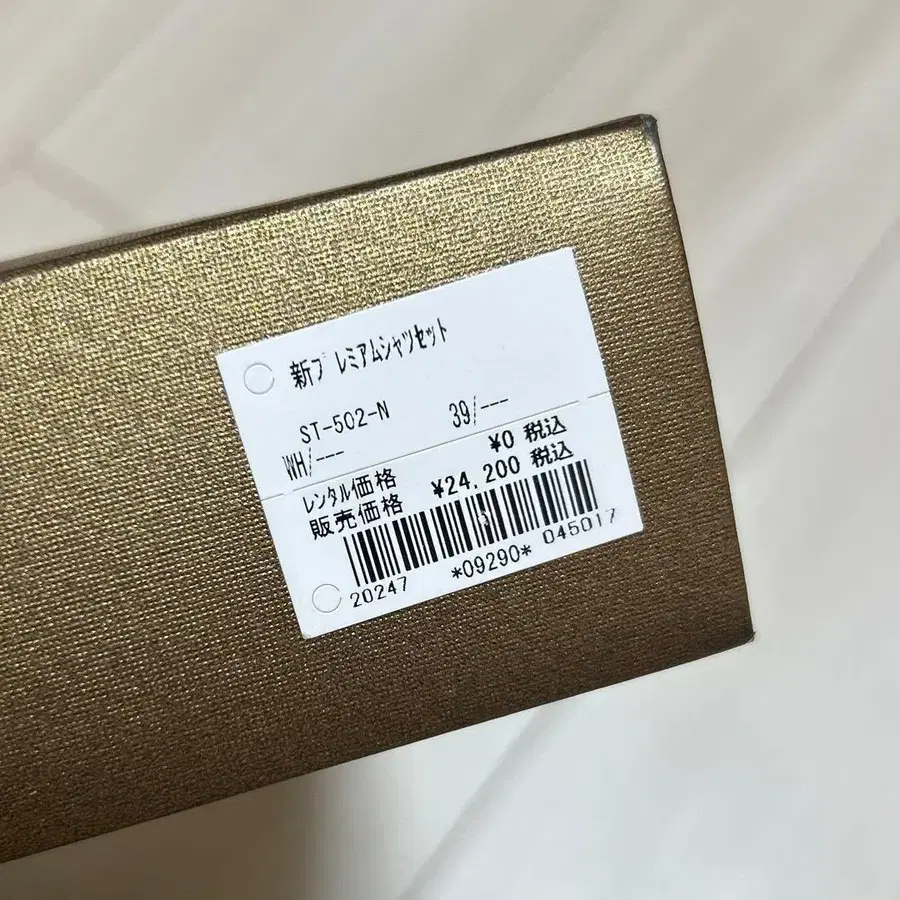 新ﾌﾟﾚﾐｱﾑｼｬﾂｾｯﾄ
ST-502-N 39/---
WH/---
ﾚﾝﾀﾙ価格 ¥0 税込
販売価格 ¥24,200 税込
20247 *09290* 045017